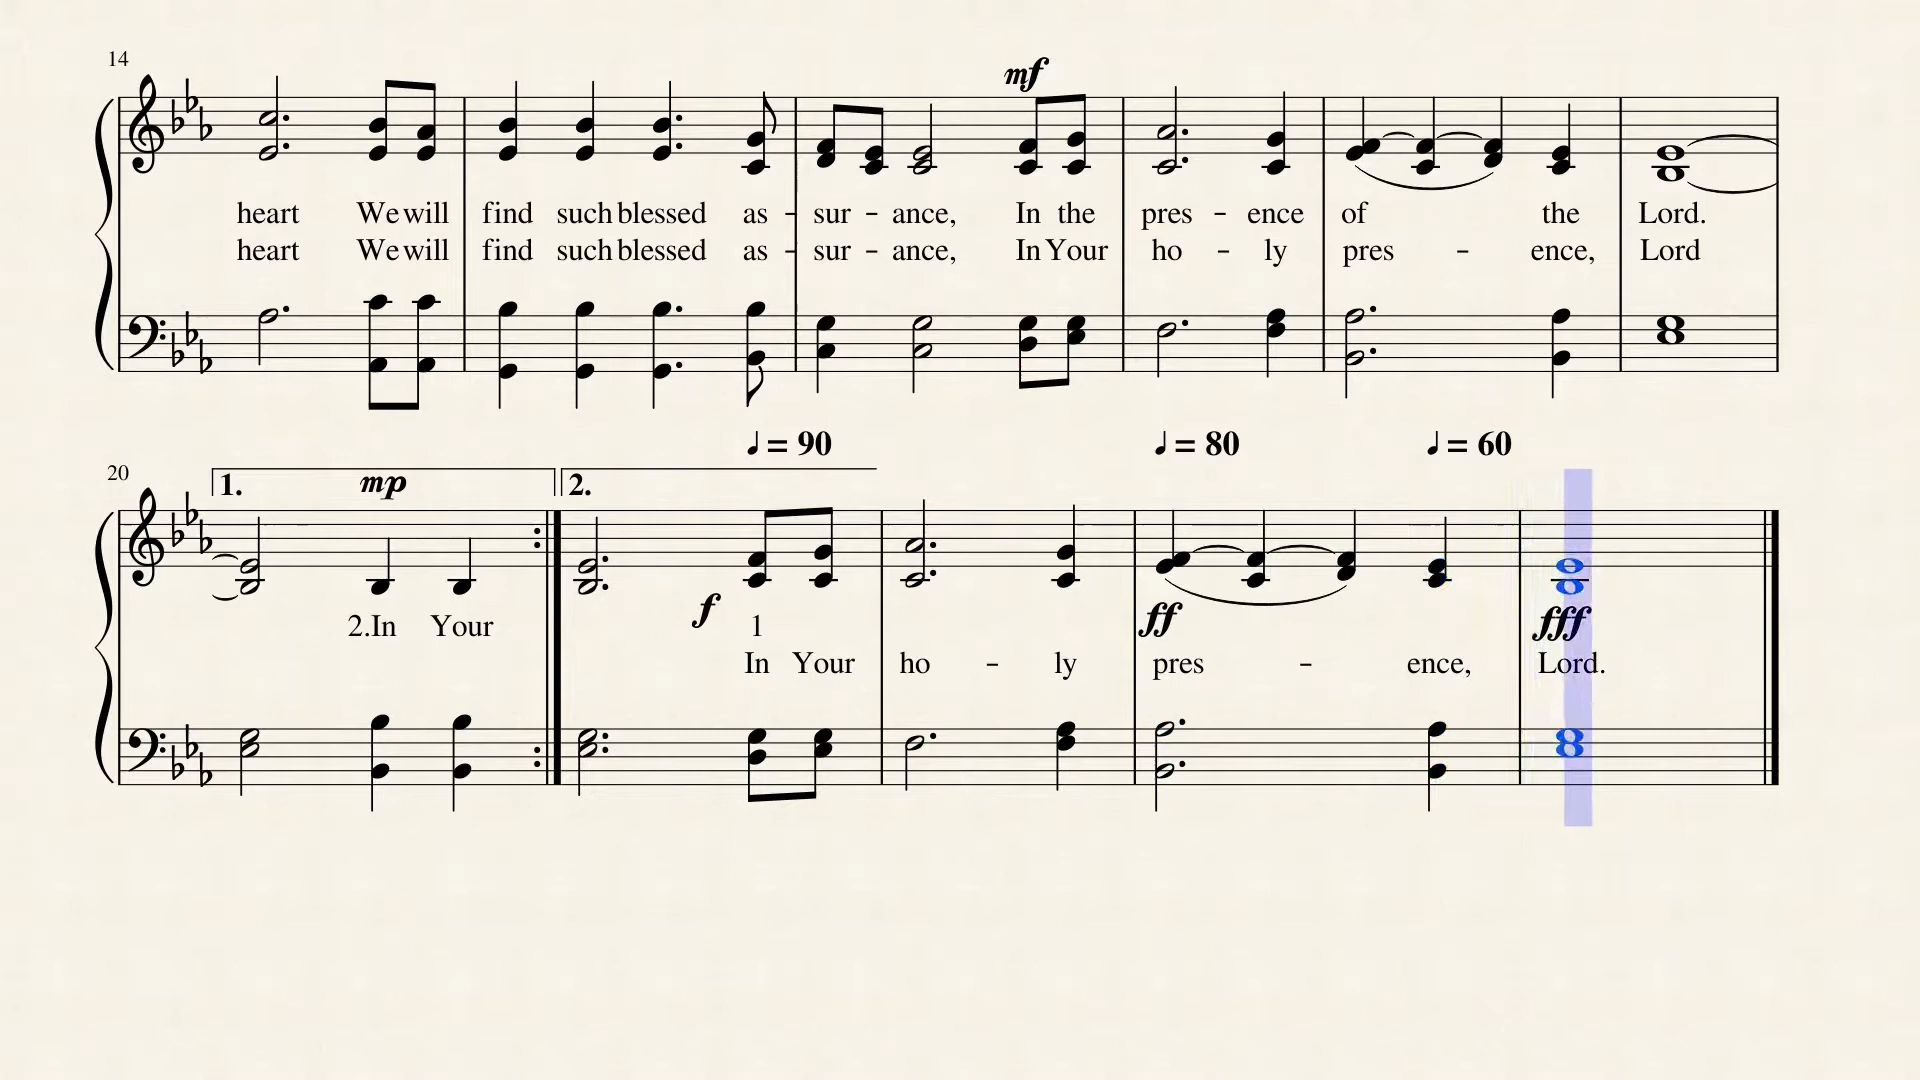 14
mf
heart We will find such blessed as - sur - ance, In the pres - ence of the Lord.
heart We will find such blessed as - sur - ance, In Your ho - ly pres - ence, Lord
♩ = 90 ♩ = 80 ♩ = 60
20
1. mp 2.
f ff fff
2.In Your 1
In Your ho - ly pres - ence, Lord.